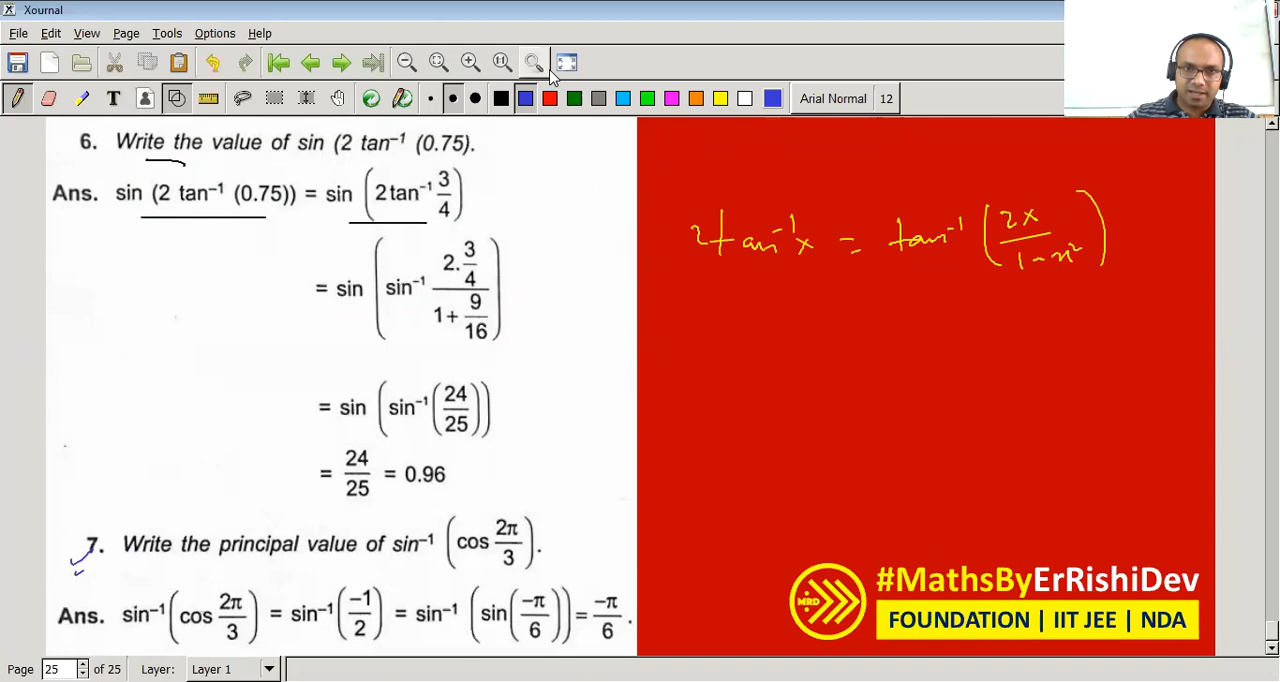 Xournal
File Edit View Page Tools Options Help
Arial Normal 12
6. Write the value of sin (2 tan⁻¹ (0.75).
Ans. sin (2 tan⁻¹ (0.75)) = sin (2tan⁻¹ 3/4)
= sin (sin⁻¹ (2.3/4)/(1+9/16))
= sin (sin⁻¹(24/25))
= 24/25 = 0.96
7. Write the principal value of sin⁻¹ (cos 2π/3).
Ans. sin⁻¹(cos 2π/3) = sin⁻¹(-1/2) = sin⁻¹ (sin(-π/6)) = -π/6.
2tan⁻¹x = tan⁻¹ (2x/1-x²)
MRD
#MathsByErRishiDev
FOUNDATION | IIT JEE | NDA
Page 25 of 25 Layer: Layer 1